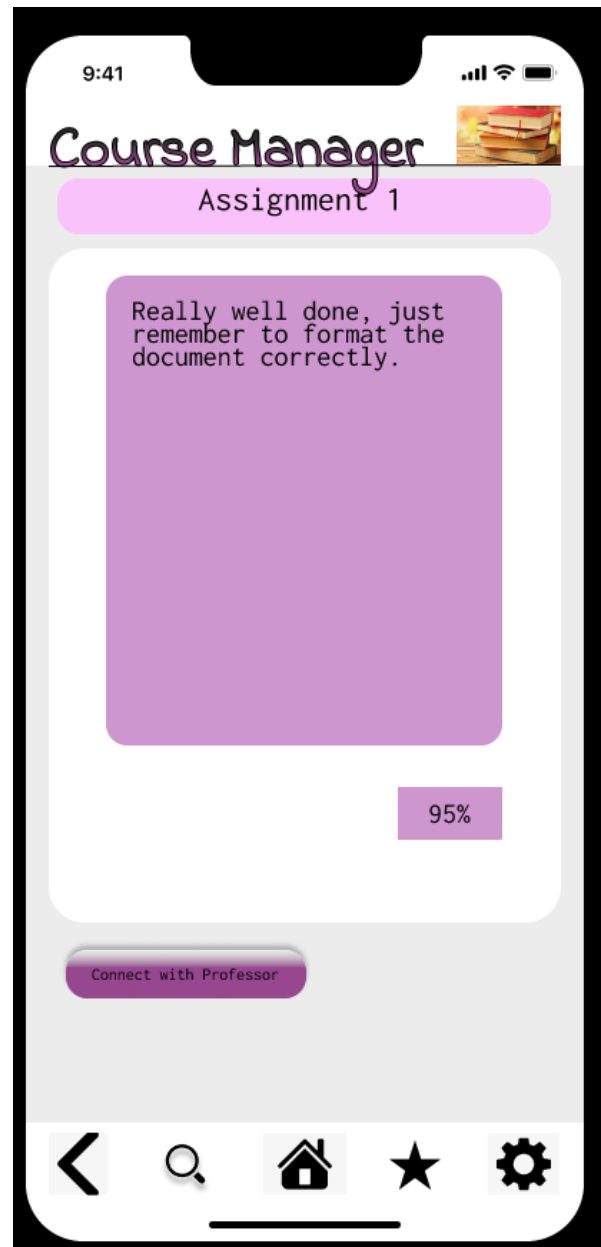 9:41
Course Manager
Assignment 1
Really well done, just
remember to format the
document correctly.
95%
Connect with Professor